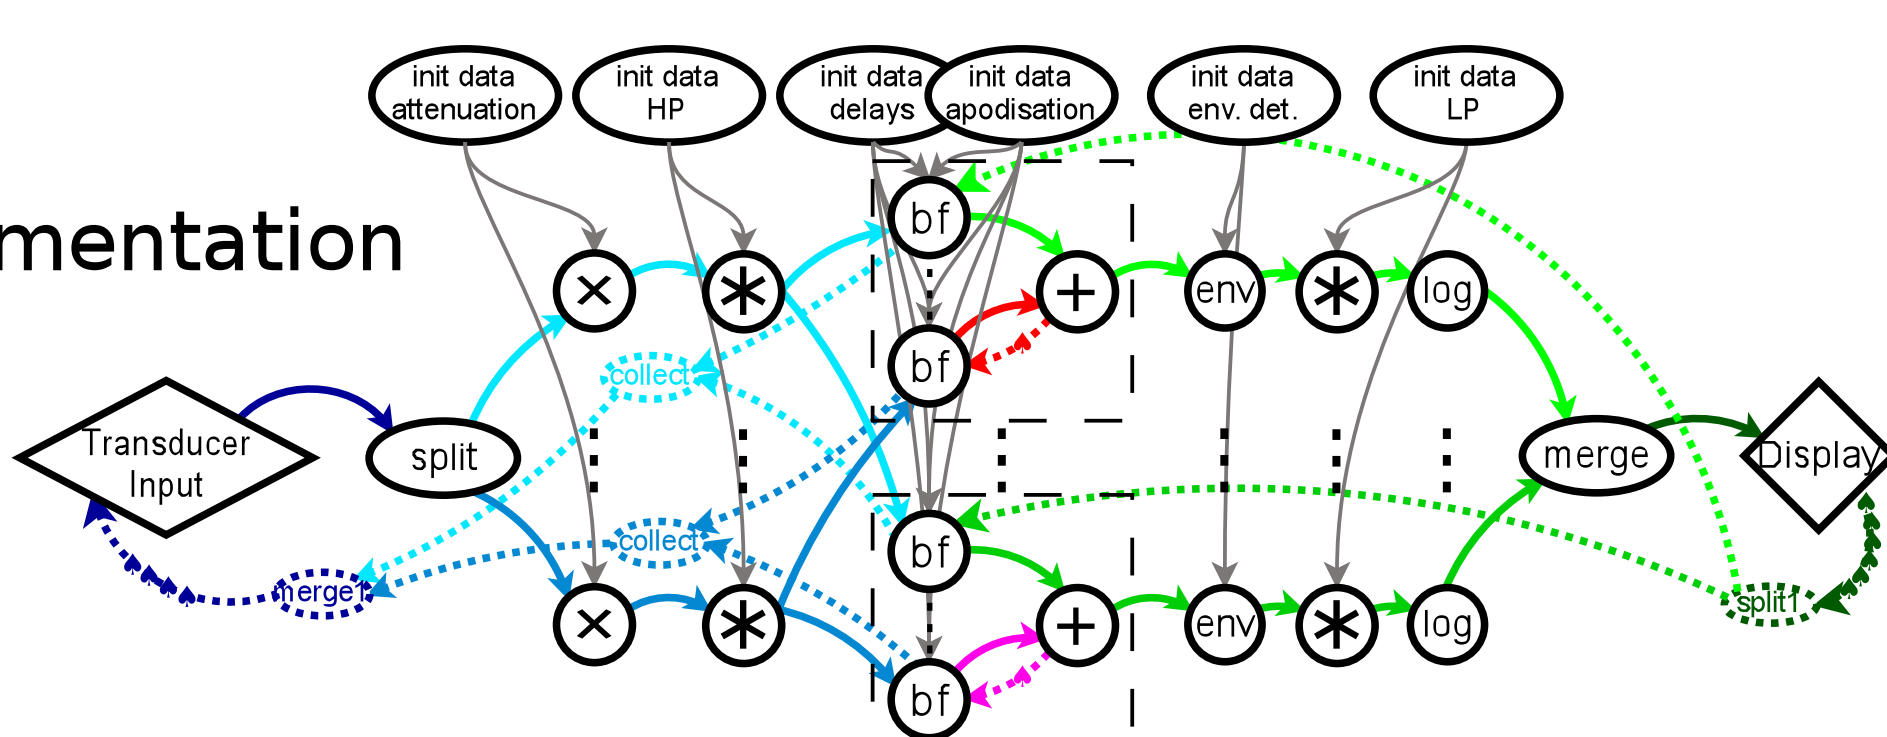 init data
attenuation
init data
HP
init data
delays
init data
apodisation
init data
env. det.
init data
LP
mentation
bf
×
*
+
env
*
log
bf
collect
Transducer
Input
split
merge
Display
collect
bf
merge1
split1
×
*
+
env
*
log
bf